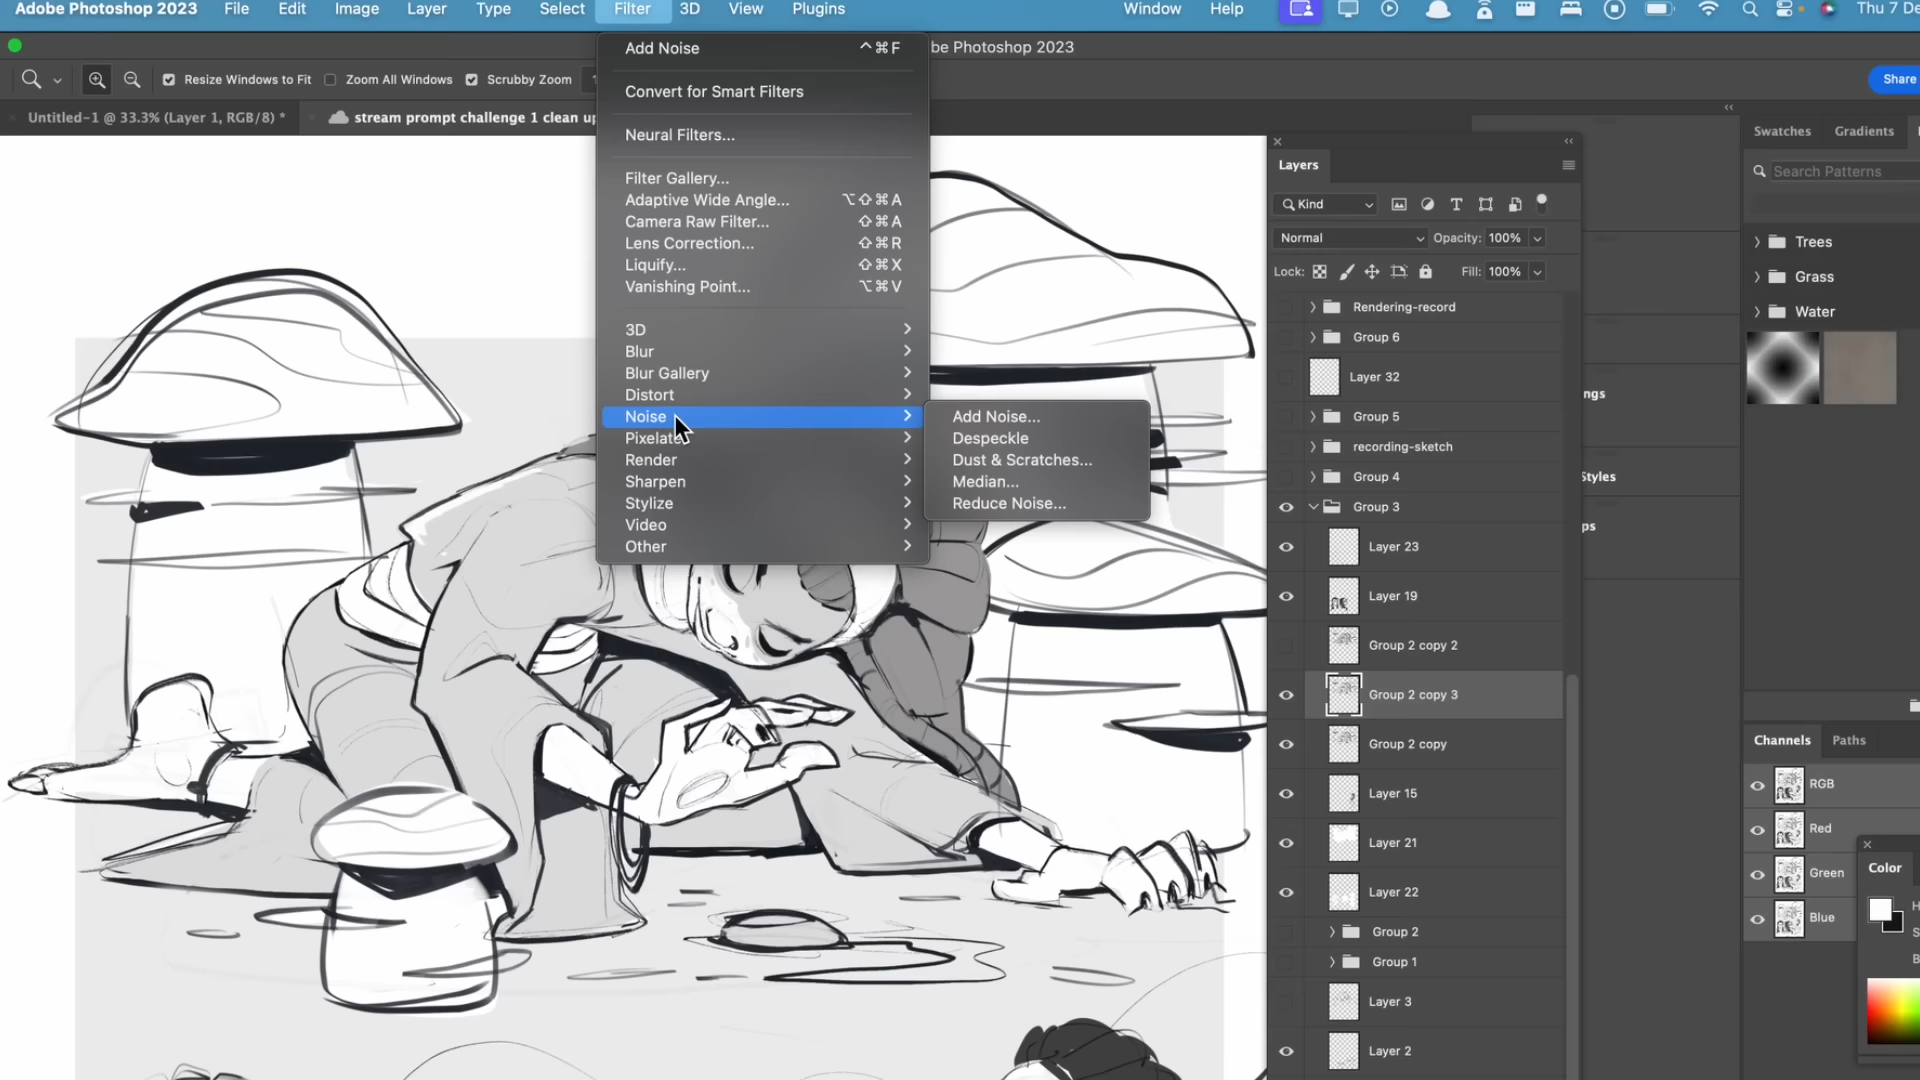 Adobe Photoshop 2023 File Edit Image Layer Type Select Filter 3D View Plugins Window Help Thu 7 De
be Photoshop 2023
Resize Windows to Fit Zoom All Windows Scrubby Zoom
Share
Untitled-1 @ 33.3% (Layer 1, RGB/8) *
stream prompt challenge 1 clean up
Add Noise ^⌘F
Convert for Smart Filters
Neural Filters...
Filter Gallery...
Adaptive Wide Angle... ⌥⇧⌘A
Camera Raw Filter... ⇧⌘A
Lens Correction... ⇧⌘R
Liquify... ⇧⌘X
Vanishing Point... ⌥⌘V
3D
Blur
Blur Gallery
Distort
Noise
Pixelate
Render
Sharpen
Stylize
Video
Other
Add Noise...
Despeckle
Dust & Scratches...
Median...
Reduce Noise...
Layers
Kind
Normal Opacity: 100%
Lock: Fill: 100%
Rendering-record
Group 6
Layer 32
Group 5
recording-sketch
Group 4
Group 3
Layer 23
Layer 19
Group 2 copy 2
Group 2 copy 3
Group 2 copy
Layer 15
Layer 21
Layer 22
Group 2
Group 1
Layer 3
Layer 2
ngs
Styles
ps
Swatches Gradients
Search Patterns
Trees
Grass
Water
Channels Paths
RGB
Red
Green
Blue
Color
H
S
B